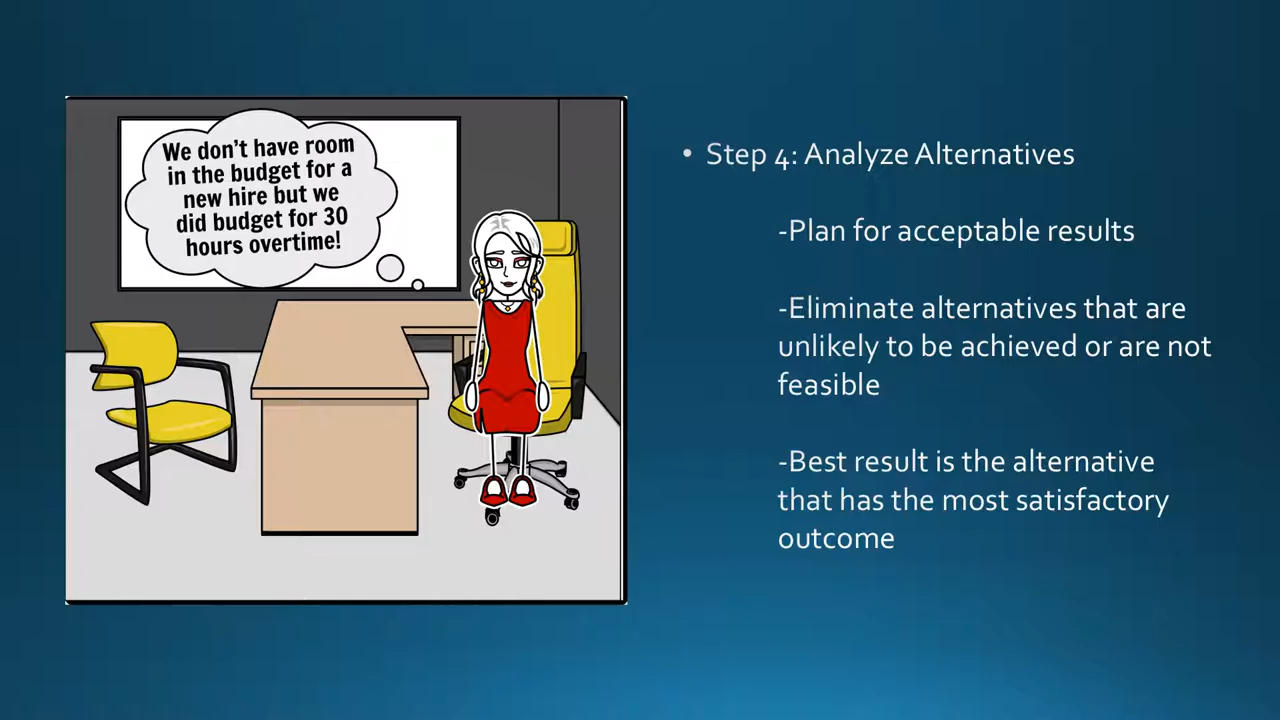 We don't have room
in the budget for a
new hire but we
did budget for 30
hours overtime!
• Step 4: Analyze Alternatives
-Plan for acceptable results
-Eliminate alternatives that are
unlikely to be achieved or are not
feasible
-Best result is the alternative
that has the most satisfactory
outcome